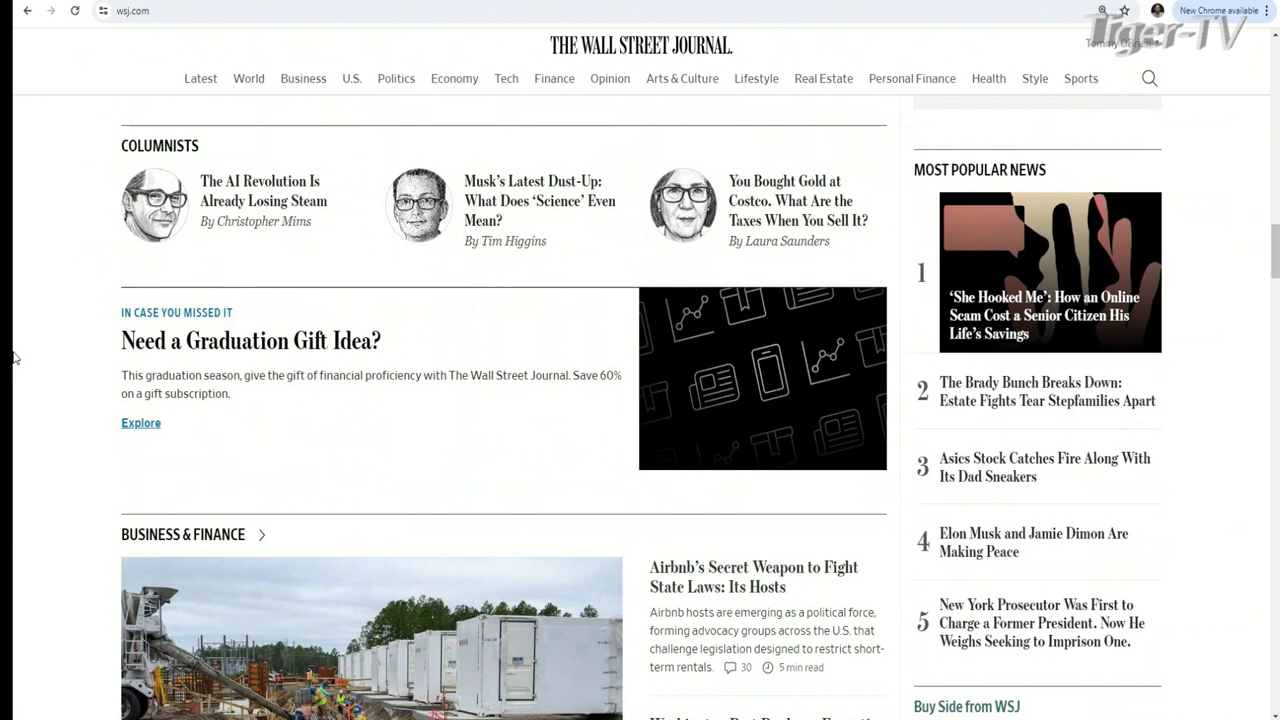 wsj.com
New Chrome available
Tiger-TV
THE WALL STREET JOURNAL.
Latest World Business U.S. Politics Economy Tech Finance Opinion Arts & Culture Lifestyle Real Estate Personal Finance Health Style Sports
COLUMNISTS
The AI Revolution Is
Already Losing Steam
By Christopher Mims
Musk's Latest Dust-Up:
What Does 'Science' Even
Mean?
By Tim Higgins
You Bought Gold at
Costco. What Are the
Taxes When You Sell It?
By Laura Saunders
IN CASE YOU MISSED IT
Need a Graduation Gift Idea?
This graduation season, give the gift of financial proficiency with The Wall Street Journal. Save 60%
on a gift subscription.
Explore
BUSINESS & FINANCE
Airbnb's Secret Weapon to Fight
State Laws: Its Hosts
Airbnb hosts are emerging as a political force,
forming advocacy groups across the U.S. that
challenge legislation designed to restrict short-
term rentals. 30 5 min read
MOST POPULAR NEWS
1
'She Hooked Me': How an Online
Scam Cost a Senior Citizen His
Life's Savings
2
The Brady Bunch Breaks Down:
Estate Fights Tear Stepfamilies Apart
3
Asics Stock Catches Fire Along With
Its Dad Sneakers
4
Elon Musk and Jamie Dimon Are
Making Peace
5
New York Prosecutor Was First to
Charge a Former President. Now He
Weighs Seeking to Imprison One.
Buy Side from WSJ